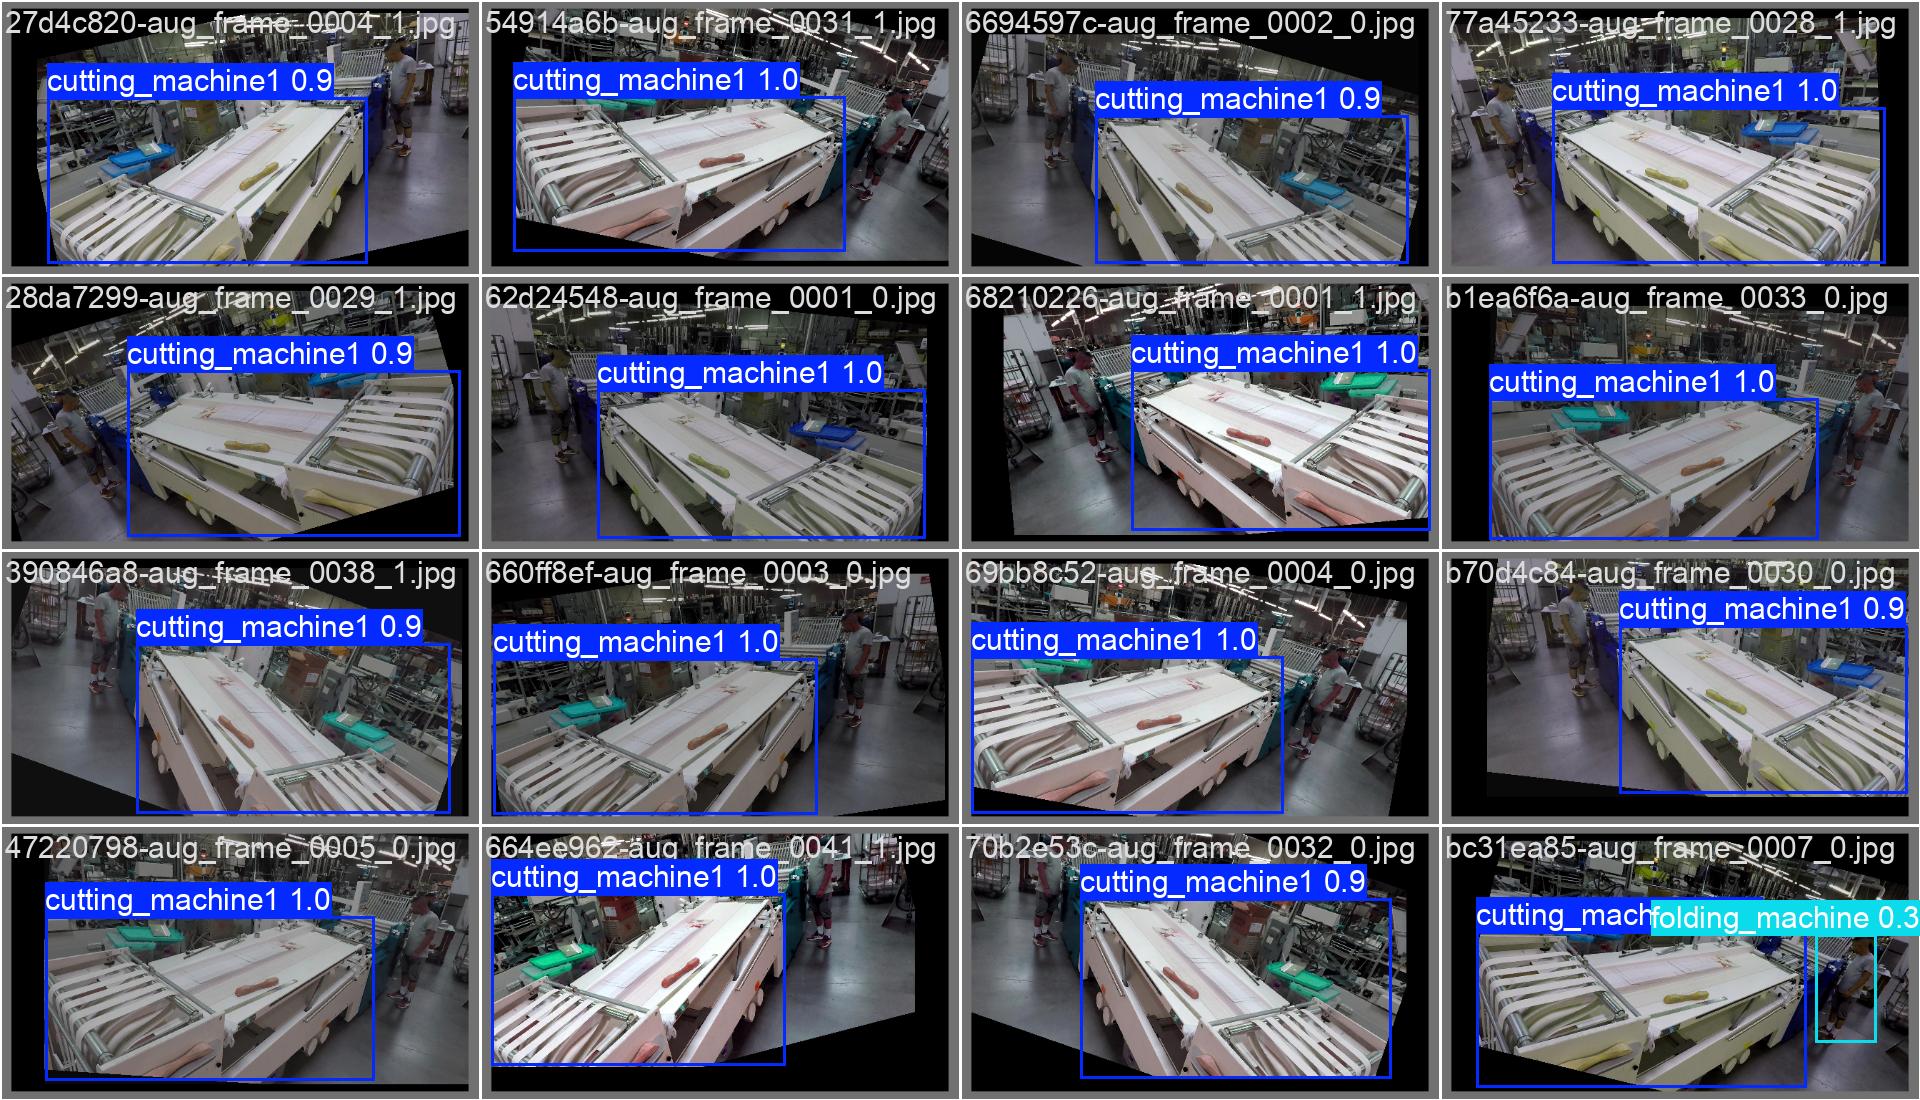 27d4c820-aug_frame_0004_1.jpg
cutting_machine1 0.9
54914a6b-aug_frame_0031_1.jpg
cutting_machine1 1.0
6694597c-aug_frame_0002_0.jpg
cutting_machine1 0.9
77a45233-aug_frame_0028_1.jpg
cutting_machine1 1.0
28da7299-aug_frame_0029_1.jpg
cutting_machine1 0.9
62d24548-aug_frame_0001_0.jpg
cutting_machine1 1.0
68210226-aug_frame_0001_1.jpg
cutting_machine1 1.0
b1ea6f6a-aug_frame_0033_0.jpg
cutting_machine1 1.0
390846a8-aug_frame_0038_1.jpg
cutting_machine1 0.9
660ff8ef-aug_frame_0003_0.jpg
cutting_machine1 1.0
69bb8c52-aug_frame_0004_0.jpg
cutting_machine1 1.0
b70d4c84-aug_frame_0030_0.jpg
cutting_machine1 0.9
47220798-aug_frame_0005_0.jpg
cutting_machine1 1.0
664ee962-aug_frame_0041_1.jpg
cutting_machine1 1.0
70b2e53c-aug_frame_0032_0.jpg
cutting_machine1 0.9
bc31ea85-aug_frame_0007_0.jpg
cutting_mach
folding_machine 0.3